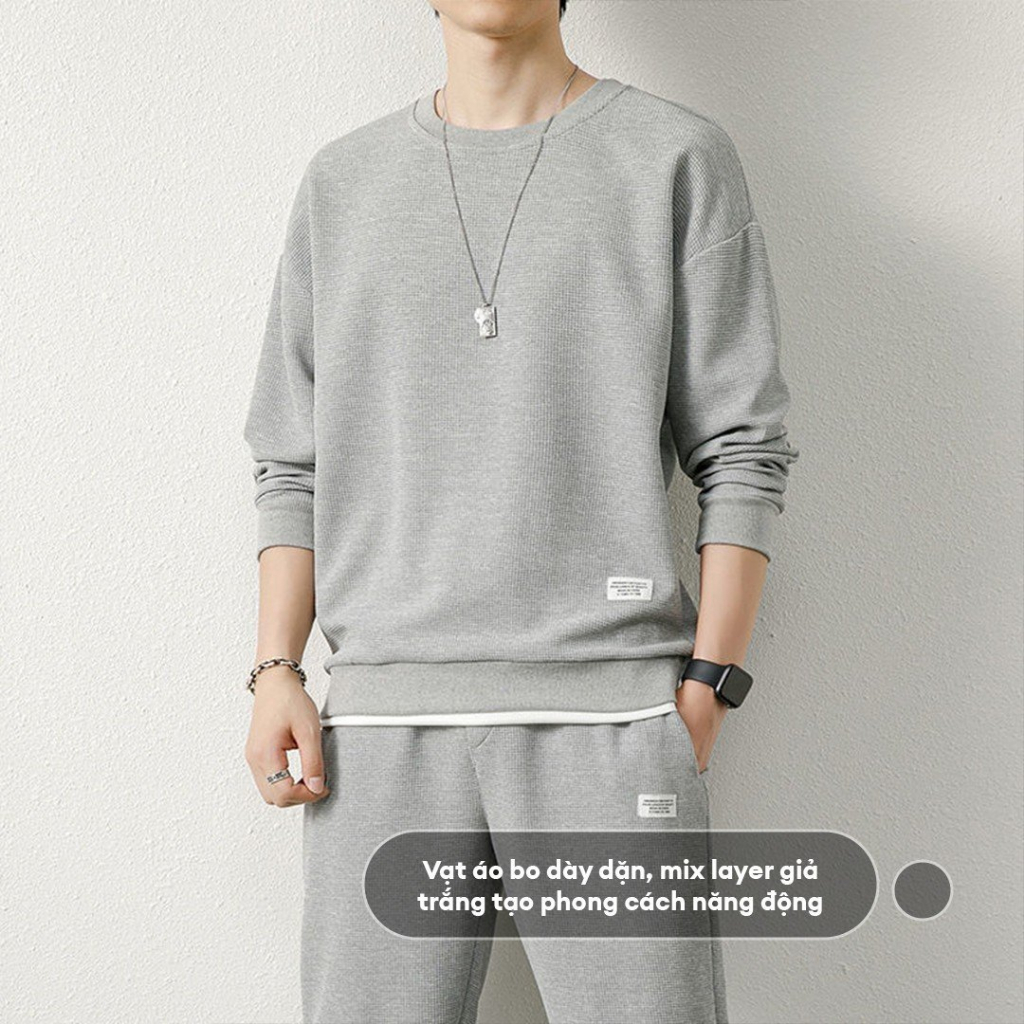 Vạt áo bo dày dặn, mix layer giả
trắng tạo phong cách năng động